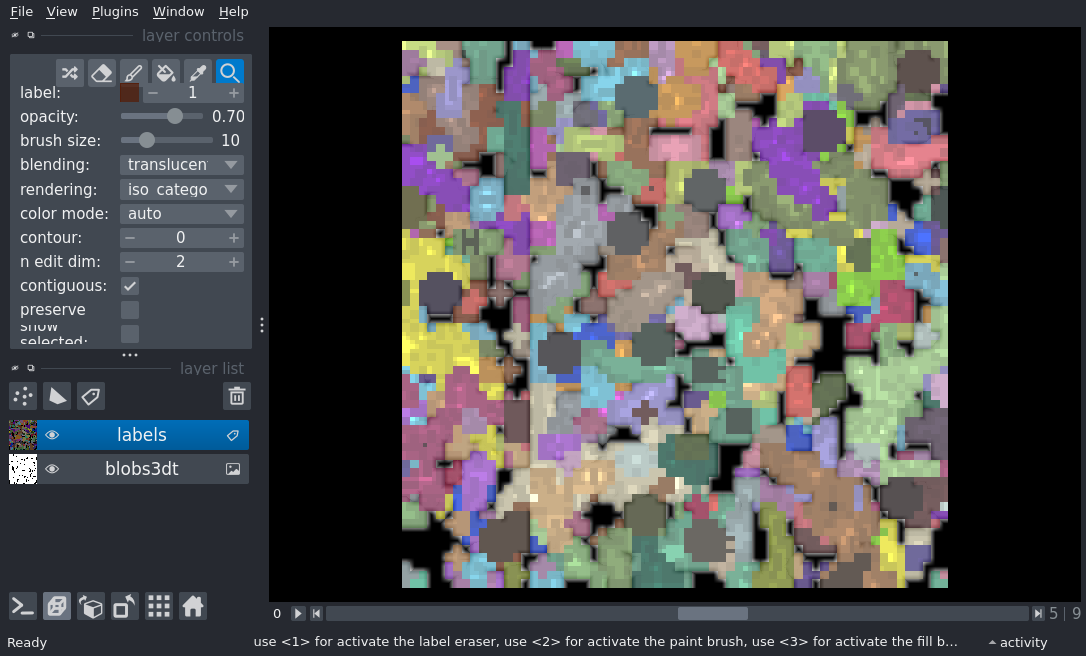 File View Plugins Window Help
layer controls
label: − 1 +
opacity: 0.70
brush size: 10
blending: translucen
rendering: iso_catego
color mode: auto
contour: − 0 +
n edit dim: − 2 +
contiguous:
preserve
show
selected:
layer list
labels
blobs3dt
0 5 | 9
Ready use <1> for activate the label eraser, use <2> for activate the paint brush, use <3> for activate the fill b... activity